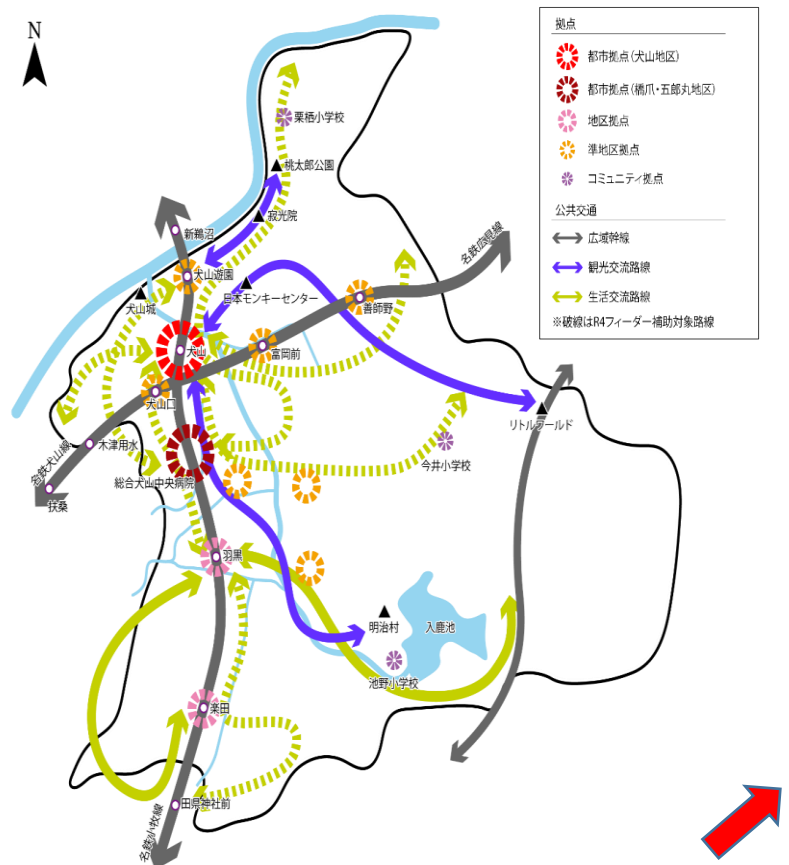 N
拠点
都市拠点(犬山地区)
都市拠点(橋爪・五郎丸地区)
地区拠点
準地区拠点
コミュニティ拠点
公共交通
広域幹線
観光交流路線
生活交流路線
※破線はR4フィーダー補助対象路線
栗栖小学校
桃太郎公園
寂光院
新鵜沼
名鉄広見線
犬山遊園
日本モンキーセンター
犬山城
善師野
犬山
富岡前
犬山口
リトルワールド
木津用水
名鉄犬山線
今井小学校
総合犬山中央病院
扶桑
羽黒
明治村
入鹿池
池野小学校
楽田
田県神社前
名鉄小牧線